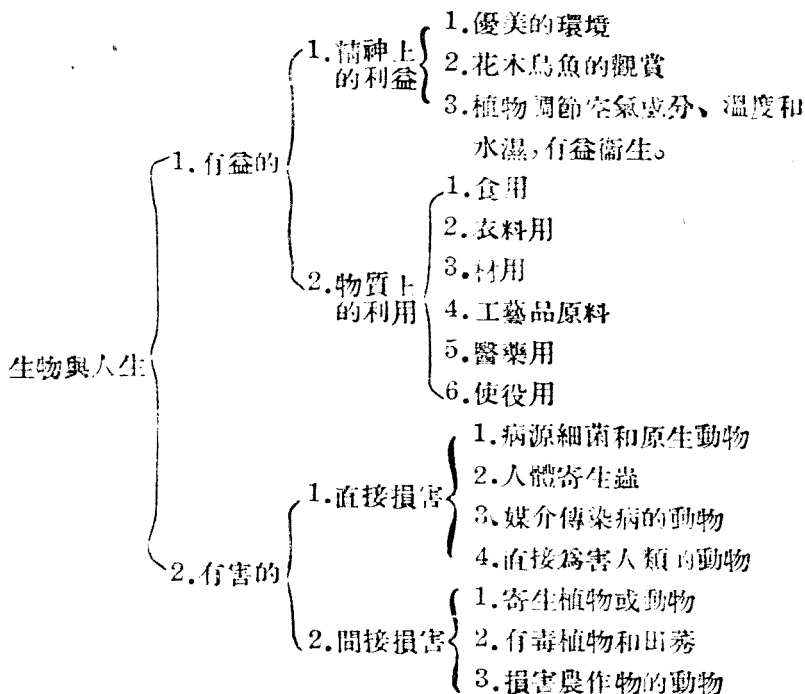 生物與人生
1.有益的
1.精神上
的利益
1.優美的環境
2.花木鳥魚的觀賞
3.植物調節空氣成分、溫度和
水濕,有益衞生。
2.物質上
的利用
1.食用
2.衣料用
3.材用
4.工藝品原料
5.醫藥用
6.使役用
2.有害的
1.直接損害
1.病源細菌和原生動物
2.人體寄生蟲
3、媒介傳染病的動物
4.直接爲害人類的動物
2.間接損害
1.寄生植物或動物
2.有毒植物和田莠
3.損害農作物的動物